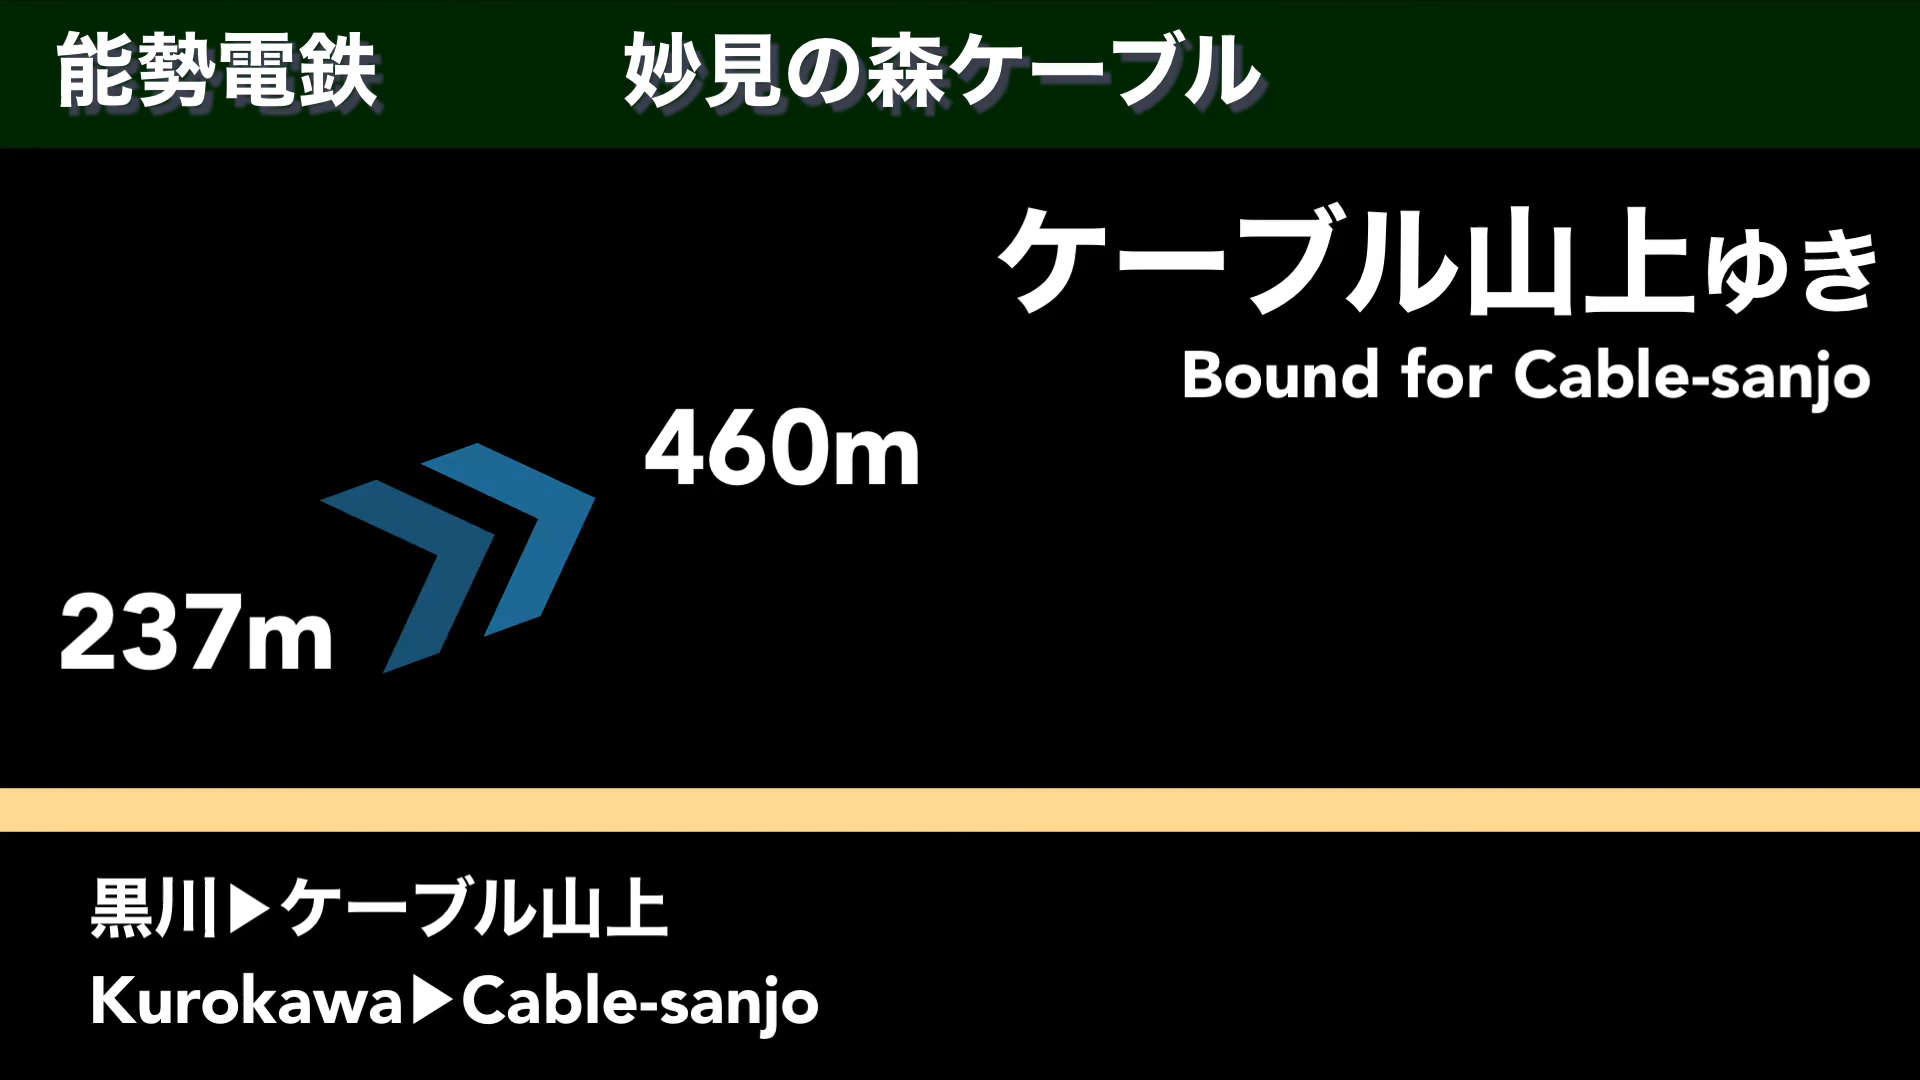 能勢電鉄 妙見の森ケーブル
ケーブル山上ゆき
Bound for Cable-sanjo
460m
237m
黒川▶ケーブル山上
Kurokawa▶Cable-sanjo